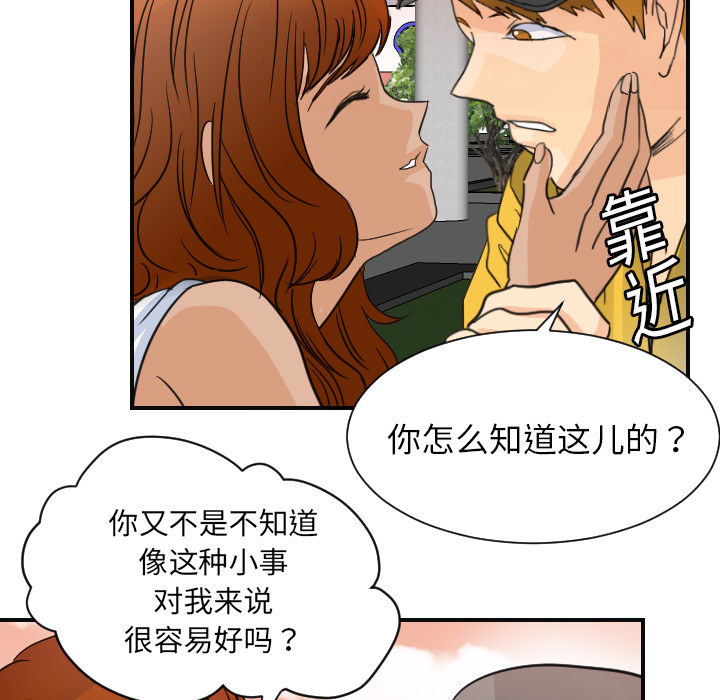 靠近
你怎么知道这儿的？
你又不是不知道
像这种小事
对我来说
很容易好吗？